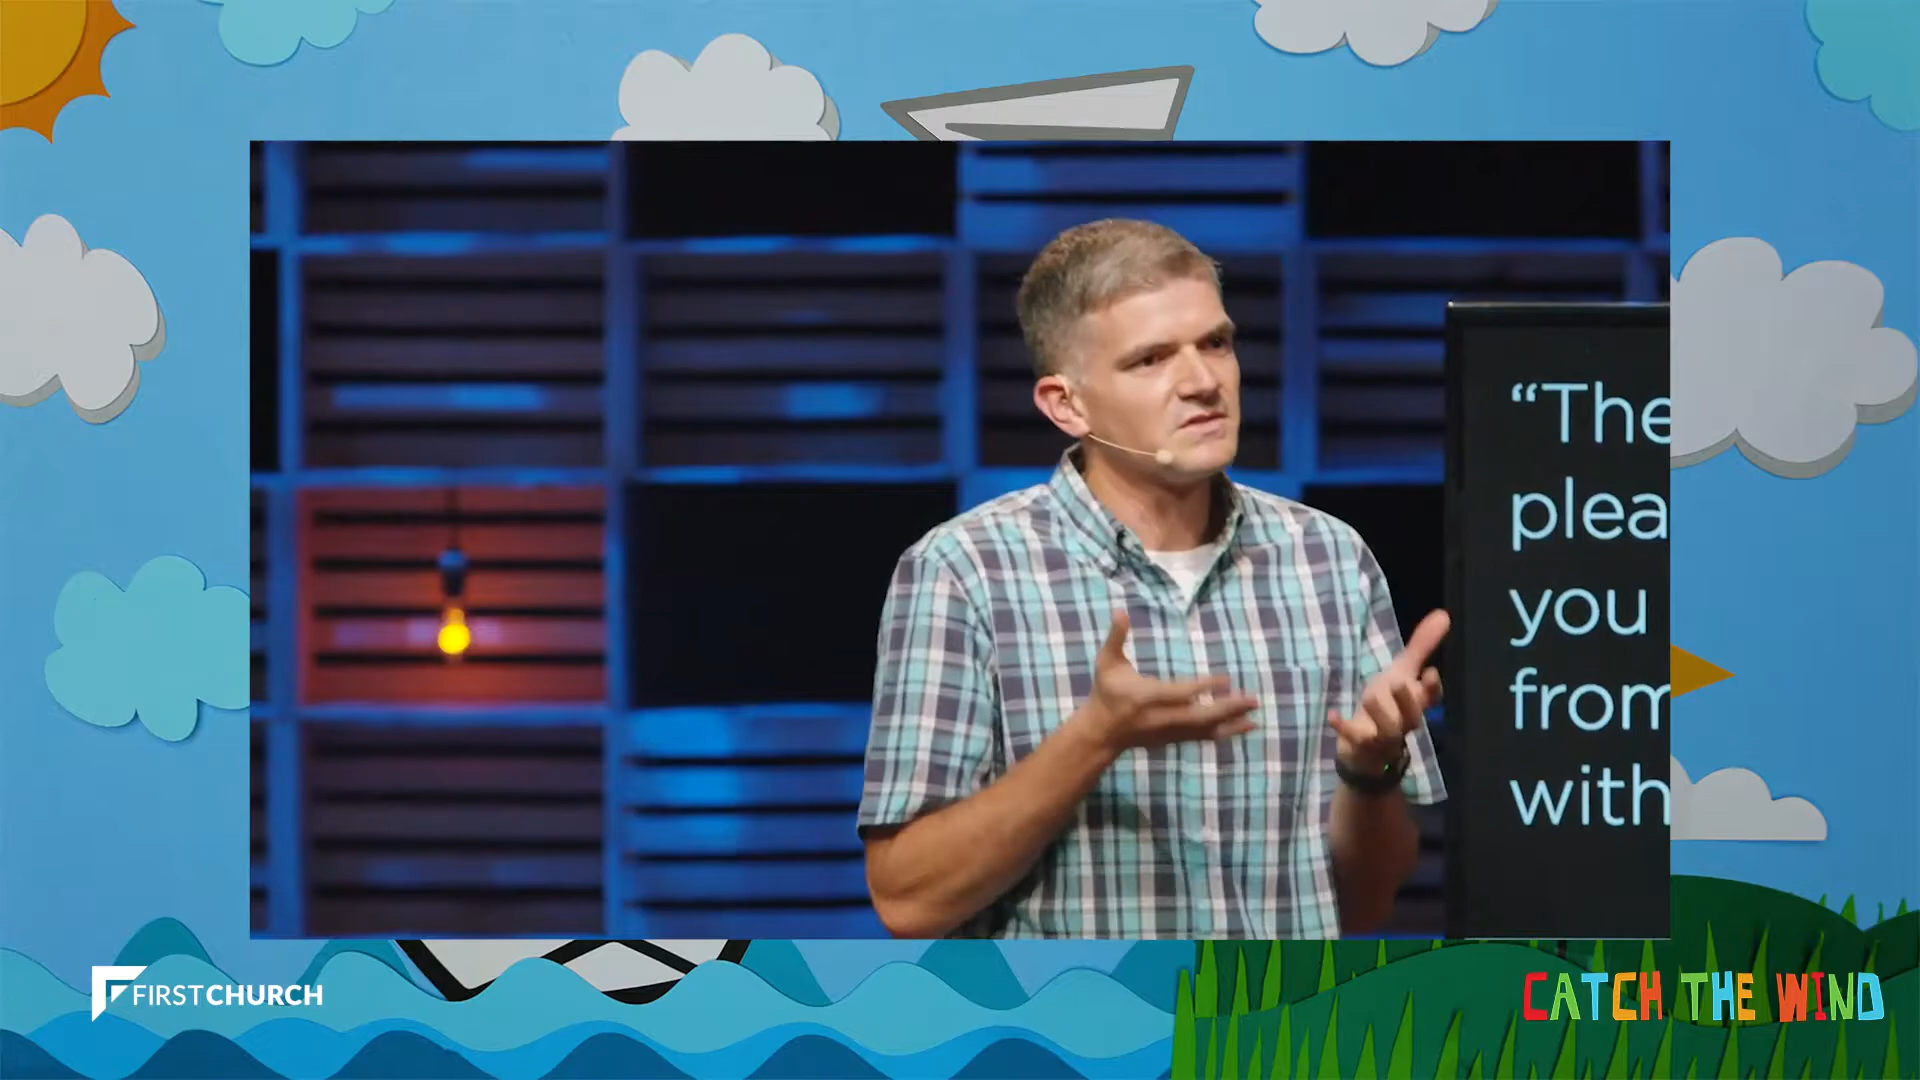 “The
plea
you
from
with
FIRSTCHURCH
CATCH THE WIND